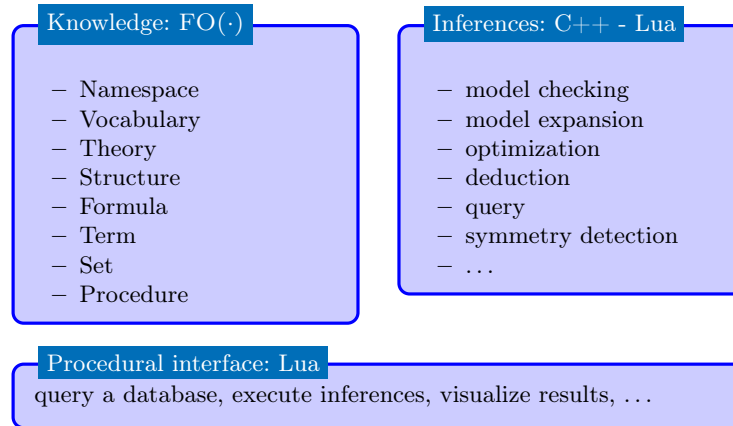 Knowledge: FO(·)
– Namespace
– Vocabulary
– Theory
– Structure
– Formula
– Term
– Set
– Procedure
Inferences: C++ - Lua
– model checking
– model expansion
– optimization
– deduction
– query
– symmetry detection
– ...
Procedural interface: Lua
query a database, execute inferences, visualize results, ...